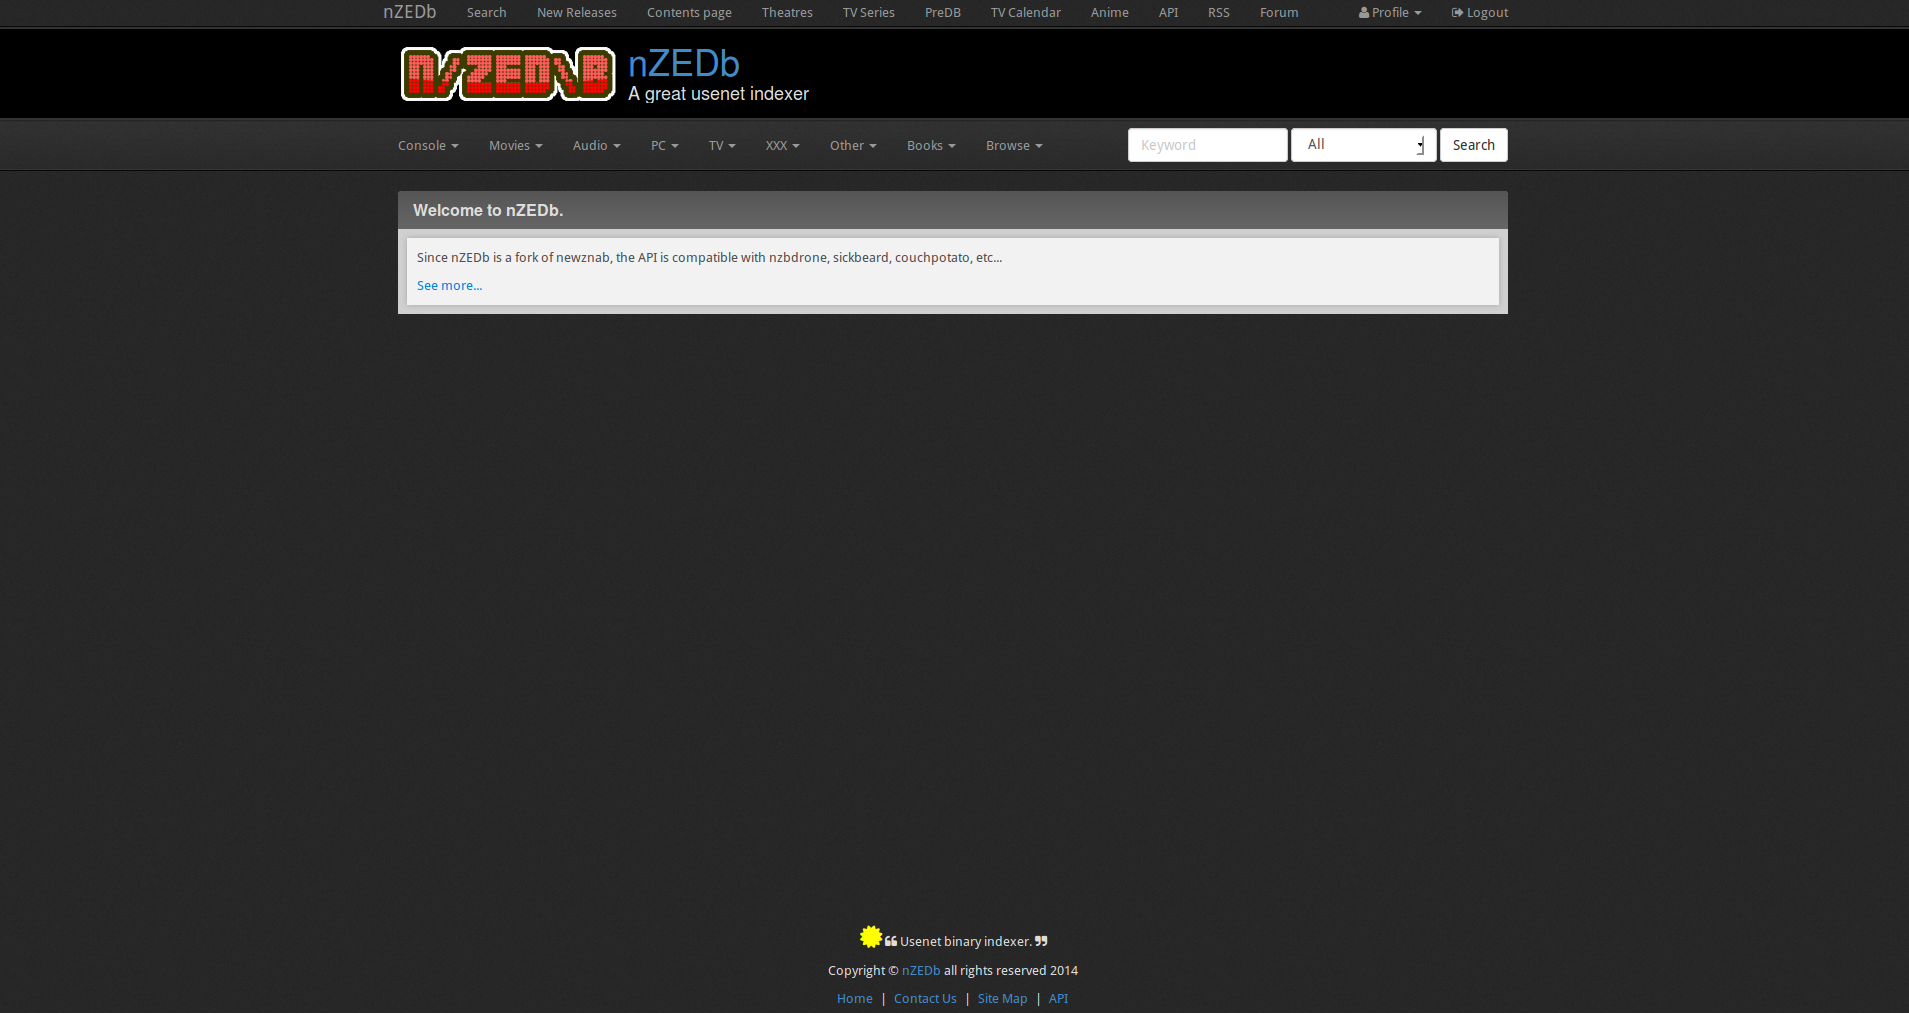 nZEDb Search New Releases Contents page Theatres TV Series PreDB TV Calendar Anime API RSS Forum Profile Logout
nZEDb
nZEDb
A great usenet indexer
Console Movies Audio PC TV XXX Other Books Browse Keyword All Search
Welcome to nZEDb.
Since nZEDb is a fork of newznab, the API is compatible with nzbdrone, sickbeard, couchpotato, etc...
See more...
❝ Usenet binary indexer. ❞
Copyright © nZEDb all rights reserved 2014
Home | Contact Us | Site Map | API